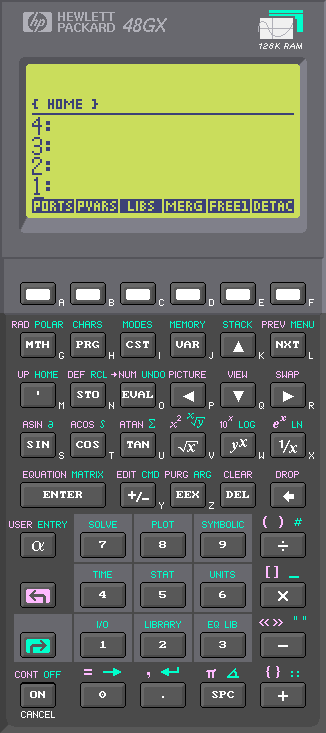 hp HEWLETT PACKARD 48GX
128K RAM
{ HOME }
4:
3:
2:
1:
PORTS PVARS LIBS MERG FREE1 DETAC
A B C D E F
RAD POLAR CHARS MODES MEMORY STACK PREV MENU
MTH G PRG H CST I VAR J ▲ K NXT L
UP HOME DEF RCL →NUM UNDO PICTURE VIEW SWAP
' M STO N EVAL O ◀ P ▼ Q ▶ R
ASIN ∂ ACOS ∫ ATAN Σ x² ˣ√y 10ˣ LOG eˣ LN
SIN S COS T TAN U √x V yˣ W 1/x X
EQUATION MATRIX EDIT CMD PURG ARG CLEAR DROP
ENTER +/− Y EEX Z DEL ←
USER ENTRY SOLVE PLOT SYMBOLIC ( ) #
α 7 8 9 ÷
TIME STAT UNITS [ ] _
4 5 6 ×
I/O LIBRARY EQ LIB «» " "
1 2 3 −
CONT OFF = → , ↵ π ∡ { } ::
ON 0 . SPC +
CANCEL